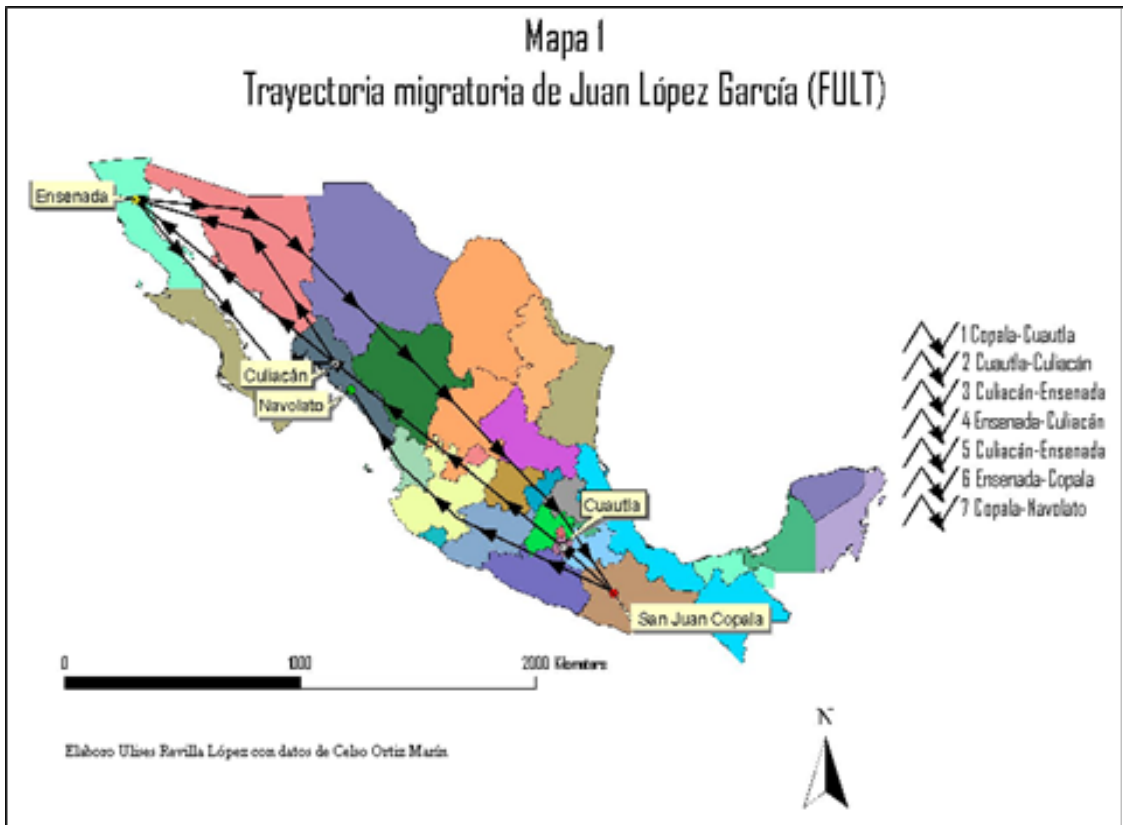 Mapa 1
Trayectoria migratoria de Juan López García (FULT)
Ensenada
Culiacán
Navolato
Cuautla
San Juan Copala
1 Copala-Cuautla
2 Cuautla-Culiacán
3 Culiacán-Ensenada
4 Ensenada-Culiacán
5 Culiacán-Ensenada
6 Ensenada-Copala
7 Copala-Navolato
0 1000 2000 Kilometers
N
Elaboro Ulises Revilla López con datos de Celso Ortiz Marín